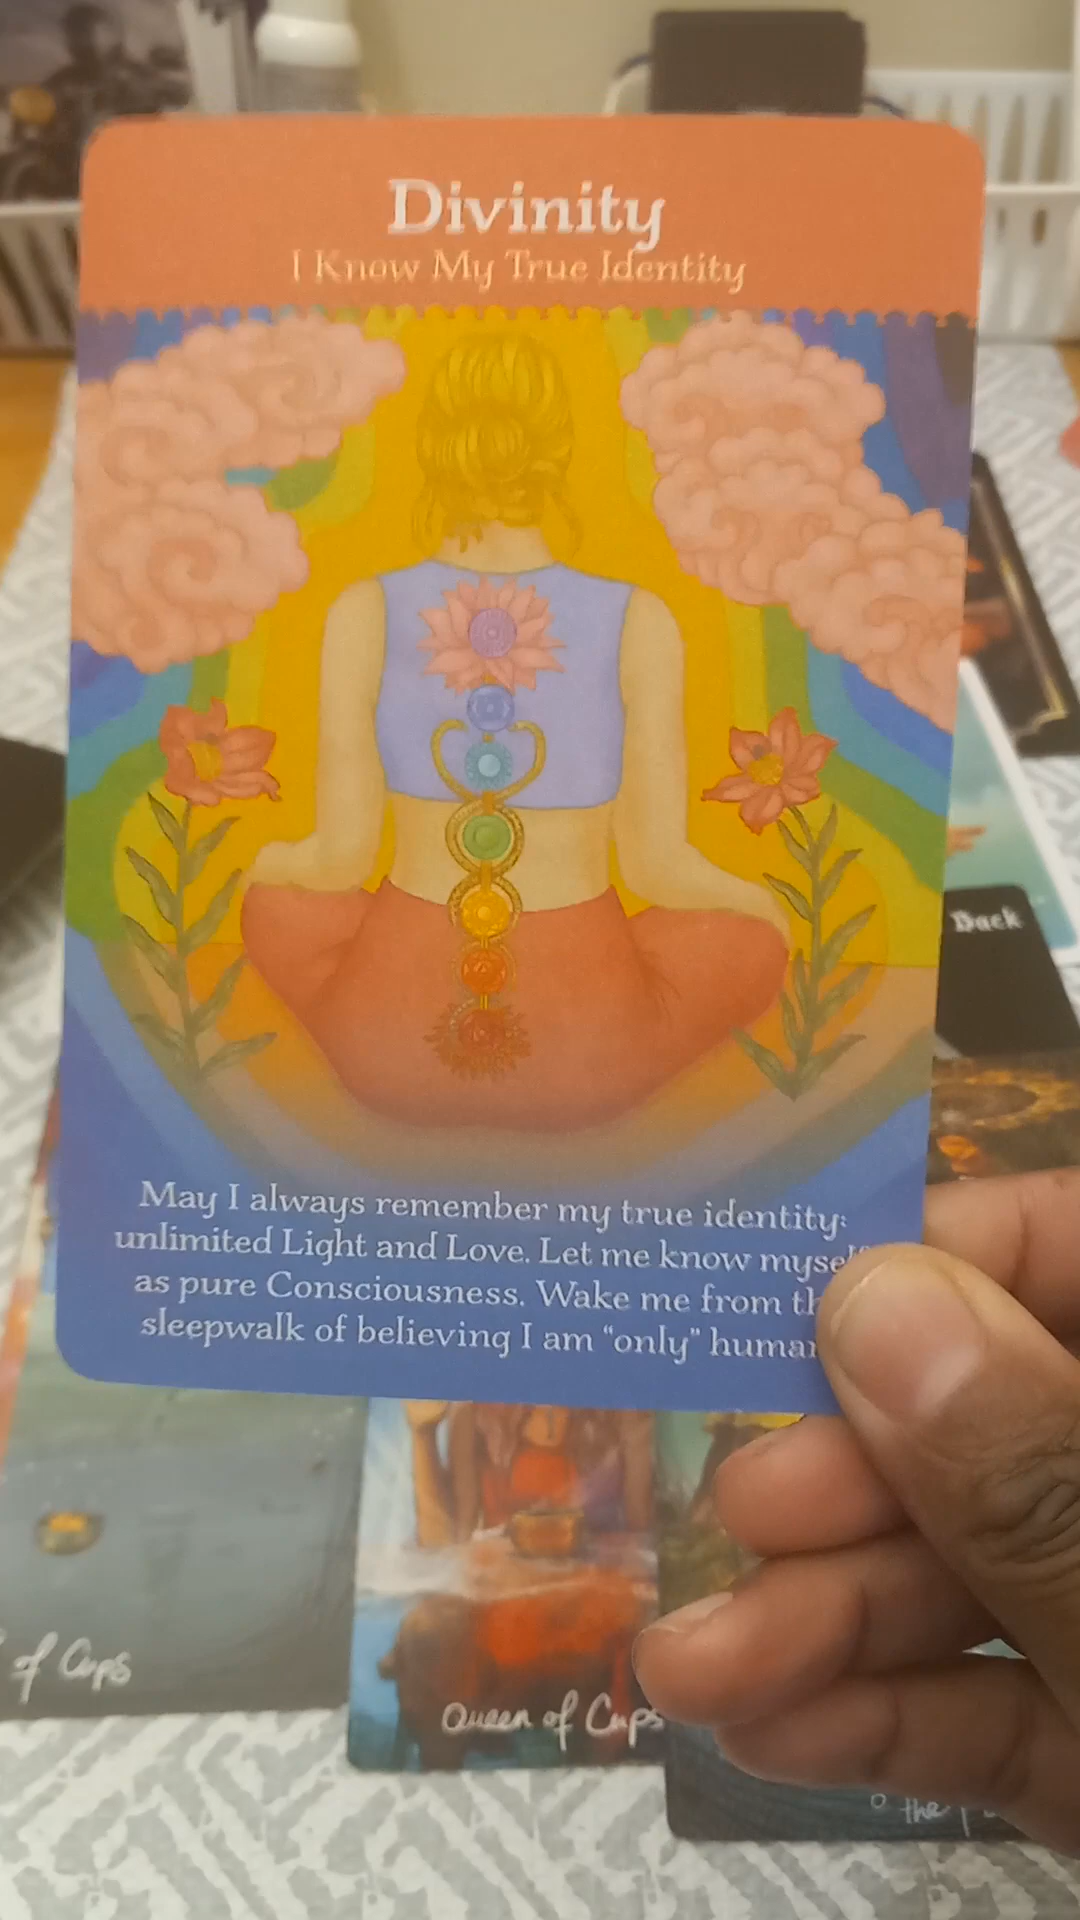 Divinity
I Know My True Identity
May I always remember my true identity:
unlimited Light and Love. Let me know
as pure Consciousness. Wake me from
sleepwalk of believing I am "only"
Back
of Cups
Queen of Cups
the